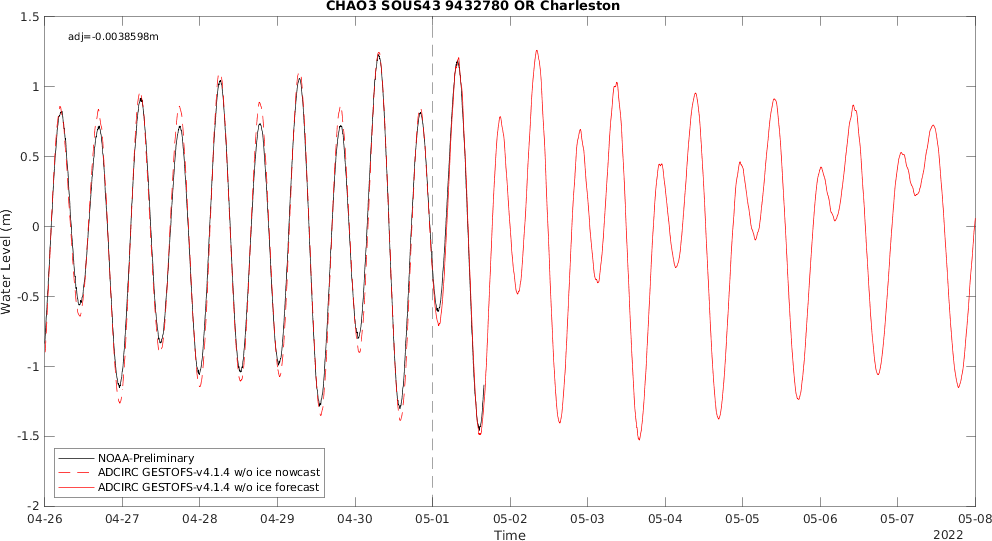 CHAO3 SOUS43 9432780 OR Charleston
adj=-0.0038598m
1.5
1
0.5
0
-0.5
-1
-1.5
-2
Water Level (m)
NOAA-Preliminary
ADCIRC GESTOFS-v4.1.4 w/o ice nowcast
ADCIRC GESTOFS-v4.1.4 w/o ice forecast
04-26 04-27 04-28 04-29 04-30 05-01 05-02 05-03 05-04 05-05 05-06 05-07 05-08
Time
2022